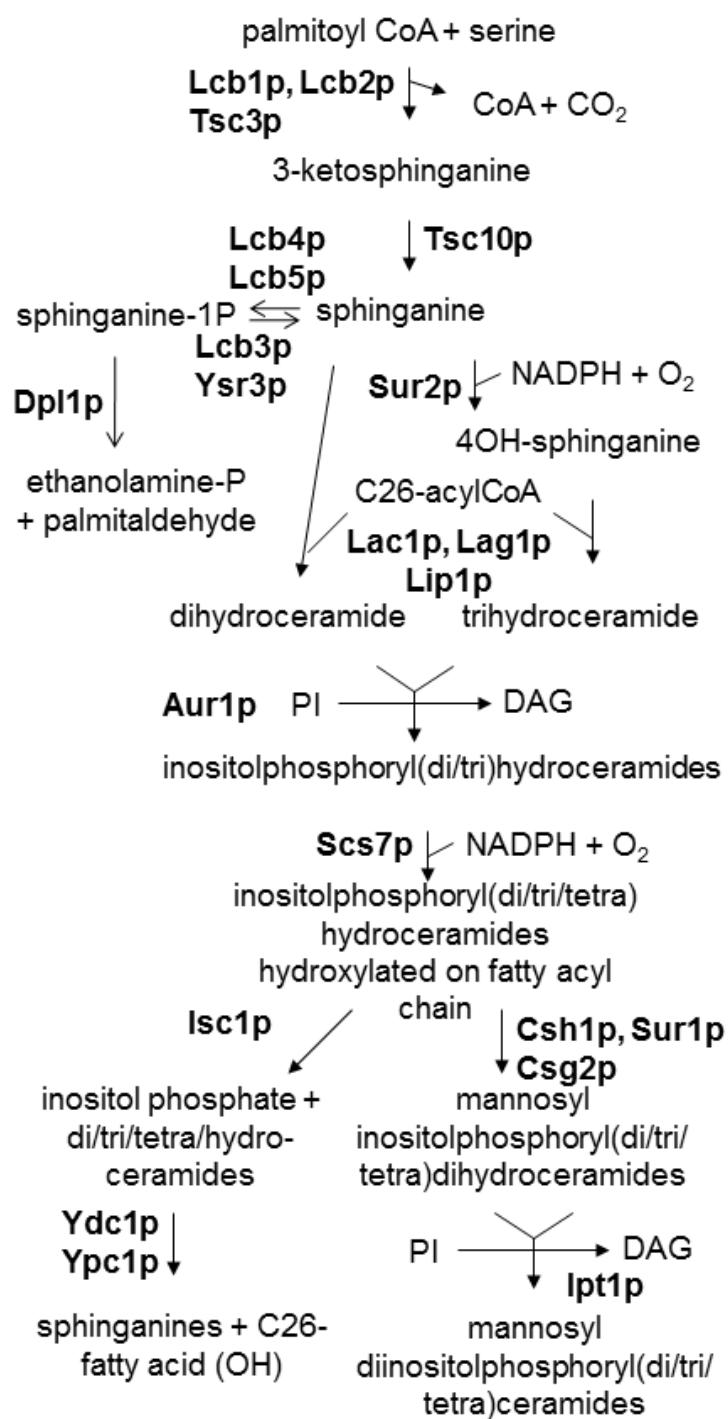 palmitoyl CoA + serine
Lcb1p, Lcb2p
Tsc3p
CoA + CO₂
3-ketosphinganine
Lcb4p
Lcb5p
Tsc10p
sphinganine-1P
sphinganine
Lcb3p
Ysr3p
Dpl1p
Sur2p
NADPH + O₂
4OH-sphinganine
ethanolamine-P
+ palmitaldehyde
C26-acylCoA
Lac1p, Lag1p
Lip1p
dihydroceramide
trihydroceramide
Aur1p
PI
DAG
inositolphosphoryl(di/tri)hydroceramides
Scs7p
NADPH + O₂
inositolphosphoryl(di/tri/tetra)
hydroceramides
hydroxylated on fatty acyl
chain
Isc1p
Csh1p, Sur1p
Csg2p
inositol phosphate +
di/tri/tetra/hydro-
ceramides
mannosyl
inositolphosphoryl(di/tri/
tetra)dihydroceramides
Ydc1p
Ypc1p
PI
DAG
Ipt1p
sphinganines + C26-
fatty acid (OH)
mannosyl
diinositolphosphoryl(di/tri/
tetra)ceramides